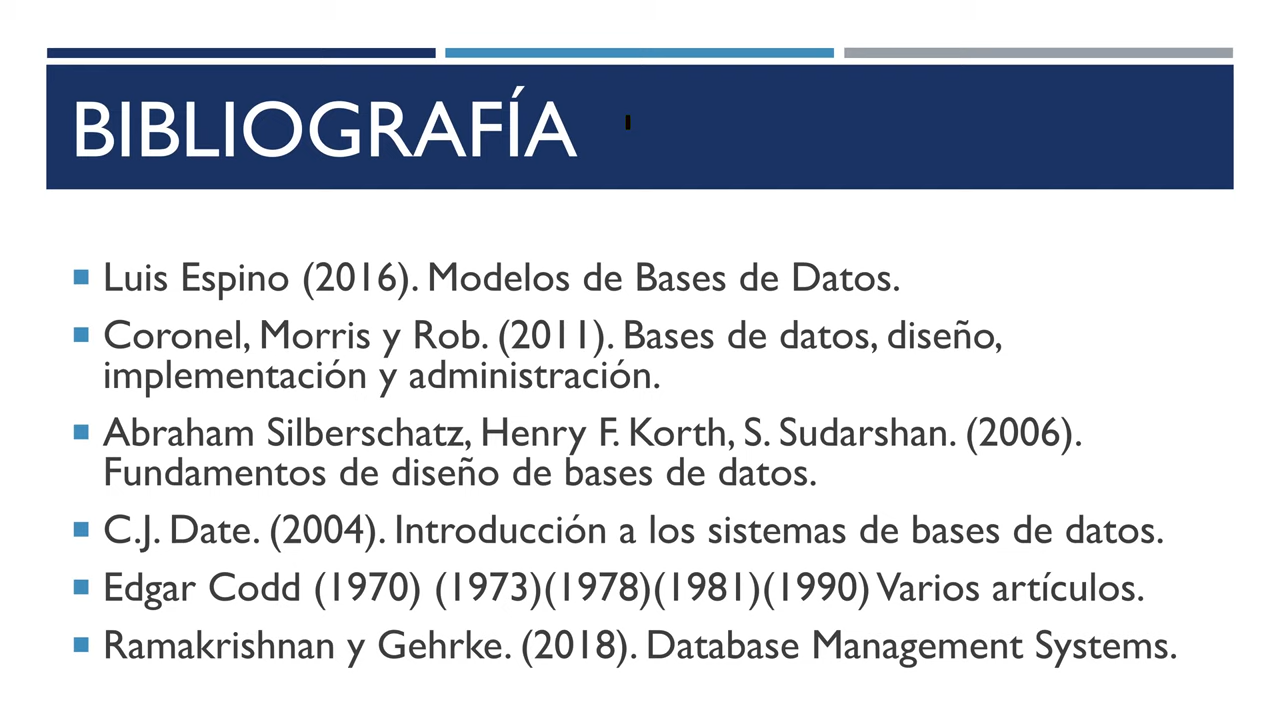 BIBLIOGRAFÍA
Luis Espino (2016). Modelos de Bases de Datos.
Coronel, Morris y Rob. (2011). Bases de datos, diseño,
implementación y administración.
Abraham Silberschatz, Henry F. Korth, S. Sudarshan. (2006).
Fundamentos de diseño de bases de datos.
C.J. Date. (2004). Introducción a los sistemas de bases de datos.
Edgar Codd (1970) (1973)(1978)(1981)(1990) Varios artículos.
Ramakrishnan y Gehrke. (2018). Database Management Systems.